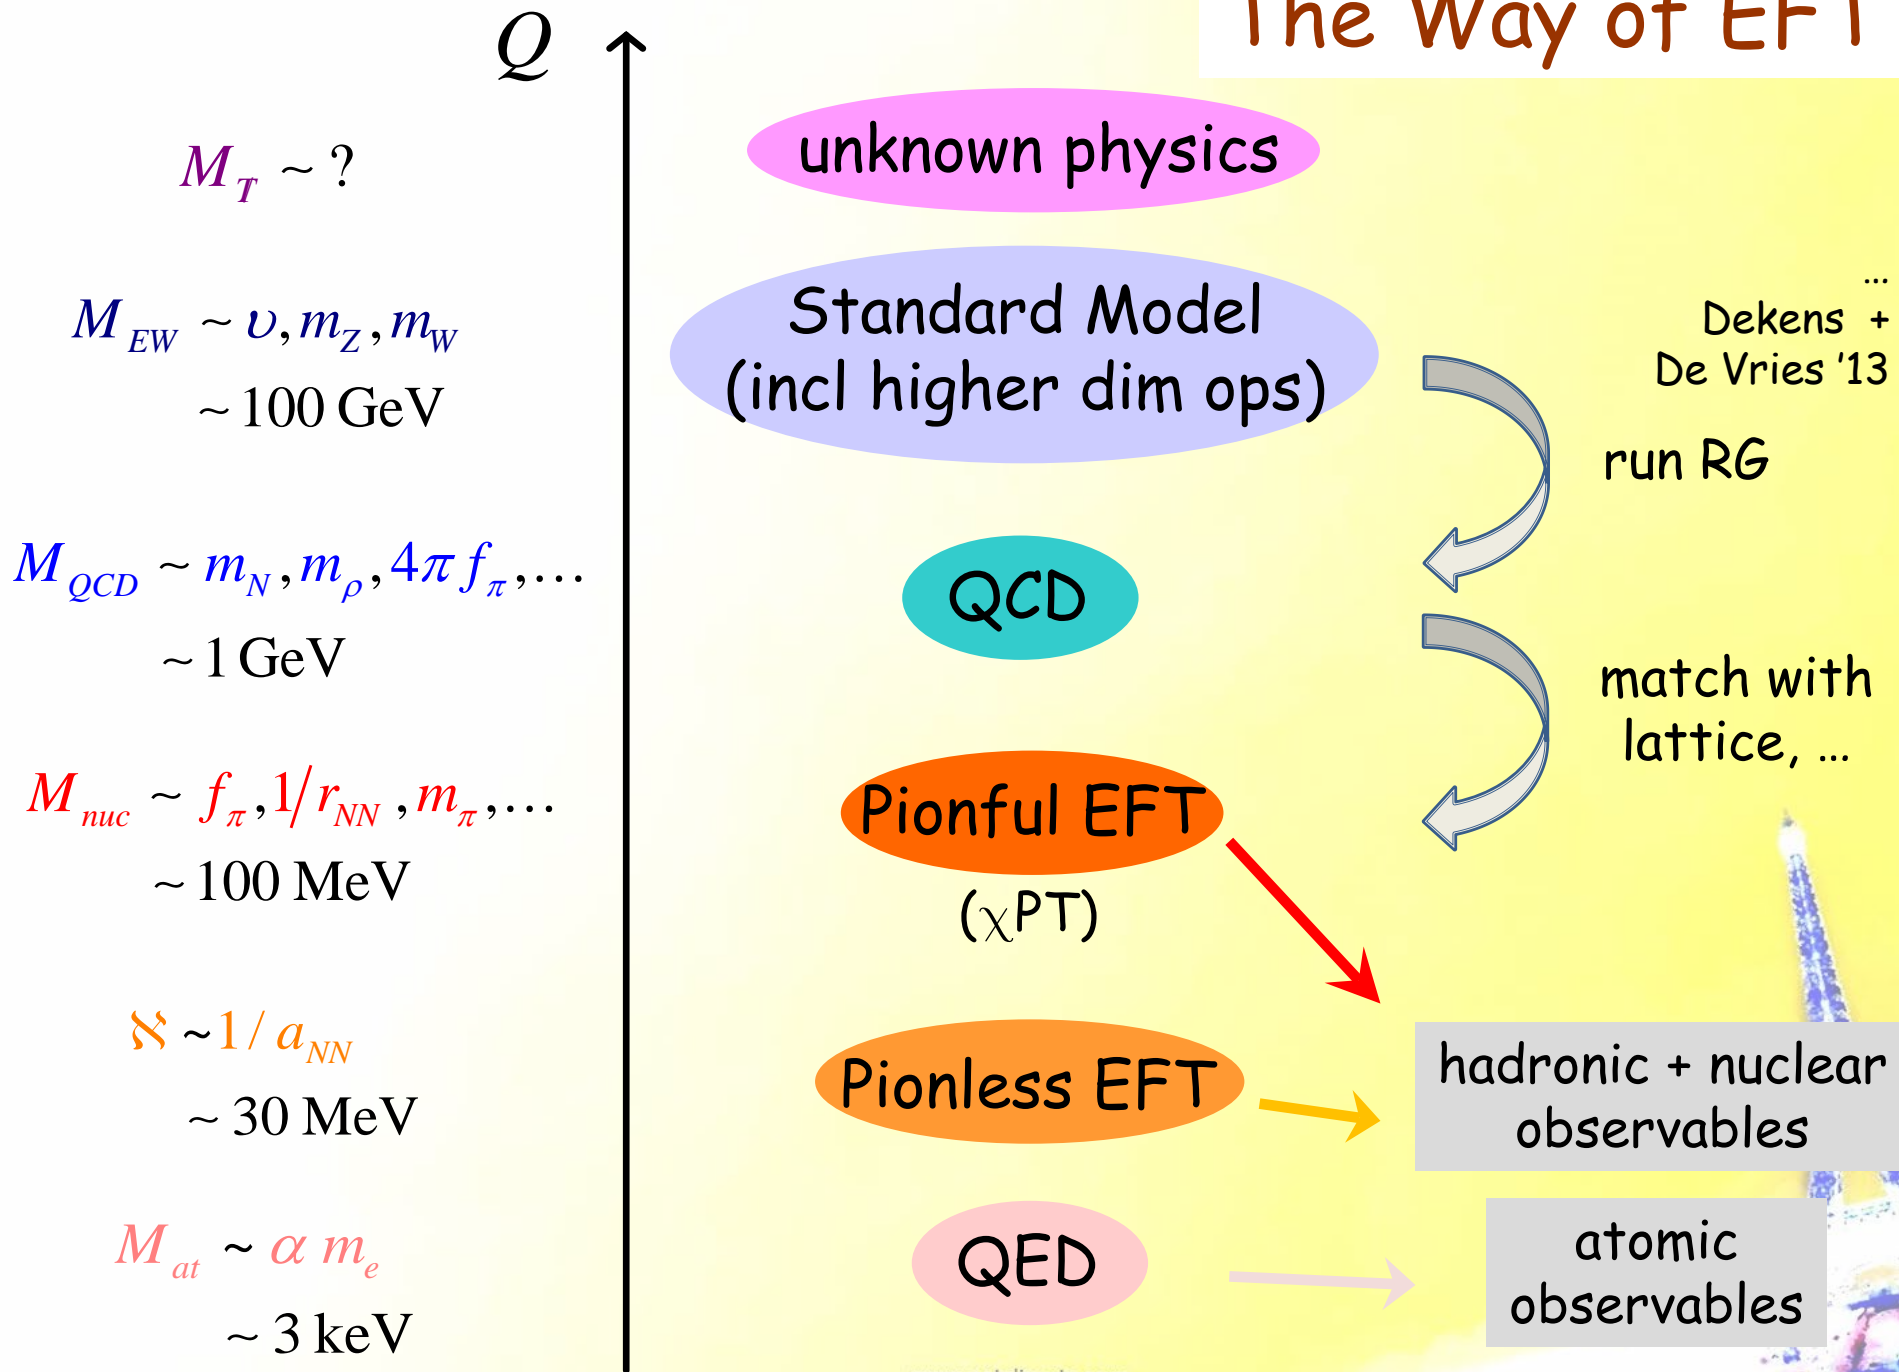 The Way of EFT
Q
M_T ~ ?
unknown physics
M_EW ~ υ, m_Z, m_W
~ 100 GeV
Standard Model
(incl higher dim ops)
...
Dekens +
De Vries '13
run RG
M_QCD ~ m_N, m_ρ, 4π f_π, …
~ 1 GeV
QCD
match with
lattice, ...
M_nuc ~ f_π, 1/r_NN, m_π, …
~ 100 MeV
Pionful EFT
(χPT)
ℵ ~ 1/a_NN
~ 30 MeV
Pionless EFT
hadronic + nuclear
observables
M_at ~ α m_e
~ 3 keV
QED
atomic
observables